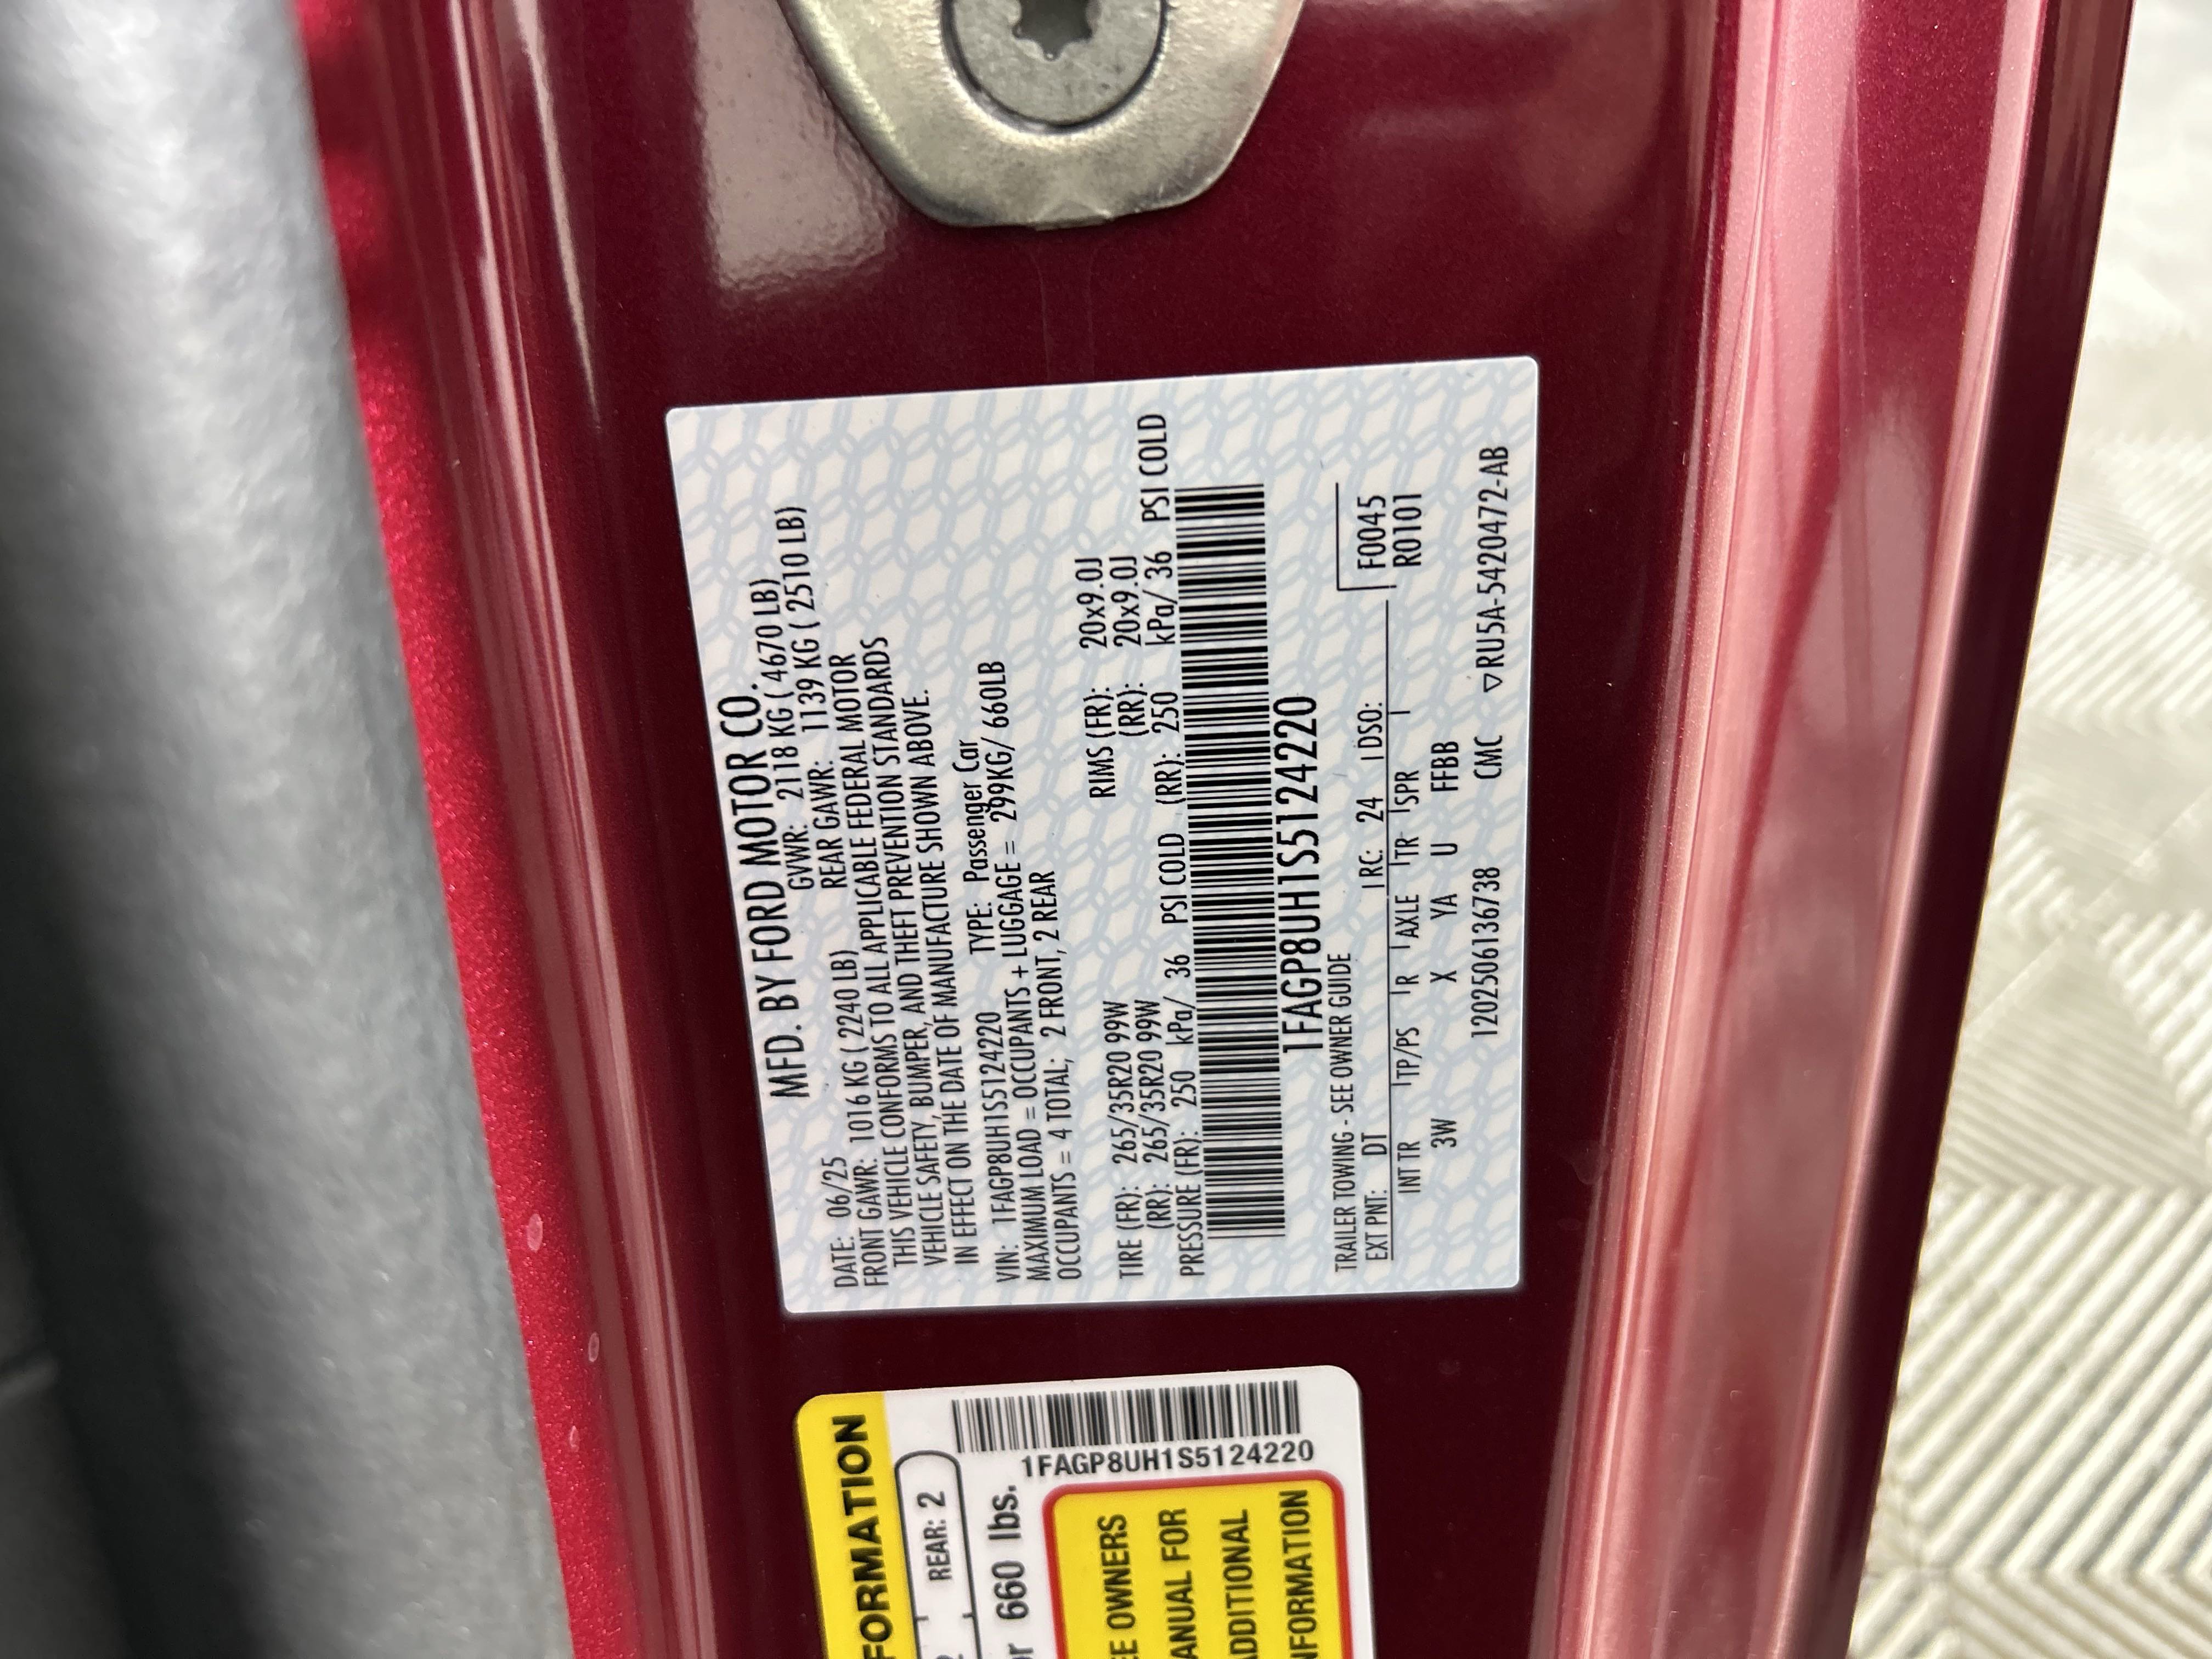 MFD. BY FORD MOTOR CO.
DATE: 06/25 GVWR: 2118 KG ( 4670 LB)
FRONT GAWR: 1016 KG ( 2240 LB) REAR GAWR: 1139 KG ( 2510 LB)
THIS VEHICLE CONFORMS TO ALL APPLICABLE FEDERAL MOTOR
VEHICLE SAFETY, BUMPER, AND THEFT PREVENTION STANDARDS
IN EFFECT ON THE DATE OF MANUFACTURE SHOWN ABOVE.
VIN: 1FAGP8UH1S5124220 TYPE: Passenger Car
MAXIMUM LOAD = OCCUPANTS + LUGGAGE = 299KG/ 660LB
OCCUPANTS = 4 TOTAL; 2 FRONT, 2 REAR
TIRE (FR): 265/35R20 99W RIMS (FR): 20x9.0J
(RR): 265/35R20 99W (RR): 20x9.0J
PRESSURE (FR): 250 kPa/ 36 PSI COLD (RR): 250 kPa/ 36 PSI COLD
1FAGP8UH1S5124220
TRAILER TOWING - SEE OWNER GUIDE
EXT PNT: DT RC: 24 DSO: F0045
INT TR TP/PS R AXLE TR SPR R0101
3W X YA U FFBB
120250613​6738 CMC ▽RU5A-5420472-AB
FORMATION
REAR: 2
660 lbs.
1FAGP8UH1S5124220
EE OWNERS
ANUAL FOR
ADDITIONAL
NFORMATION